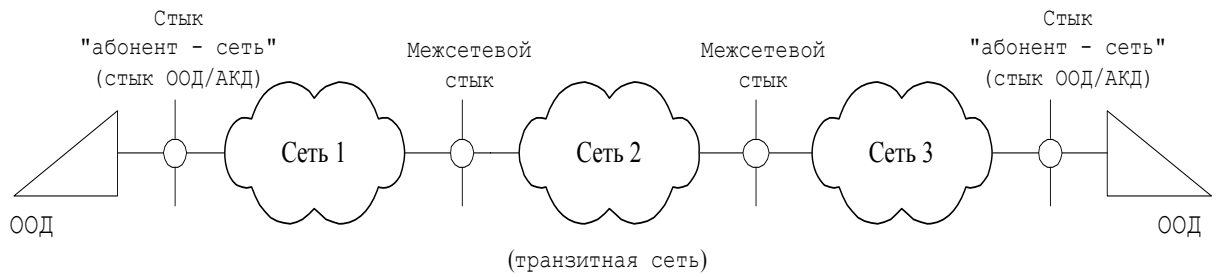 Стык
"абонент - сеть"
(стык ООД/АКД)
Межсетевой
стык
Межсетевой
стык
Стык
"абонент - сеть"
(стык ООД/АКД)
Сеть 1
Сеть 2
Сеть 3
ООД
ООД
(транзитная сеть)